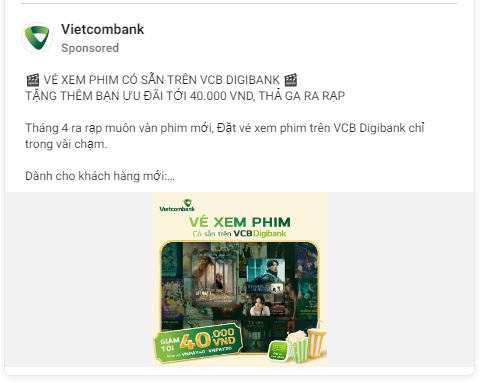 Vietcombank
Sponsored
🎬 VÉ XEM PHIM CÓ SẴN TRÊN VCB DIGIBANK 🎬
TẶNG THÊM BẠN ƯU ĐÃI TỚI 40.000 VND, THẢ GA RA RẠP
Tháng 4 ra rạp muôn vàn phim mới, Đặt vé xem phim trên VCB Digibank chỉ
trong vài chạm.
Dành cho khách hàng mới:...
Vietcombank
VÉ XEM PHIM
Có sẵn trên VCB Digibank
GIẢM
TỚI
40.000
VND